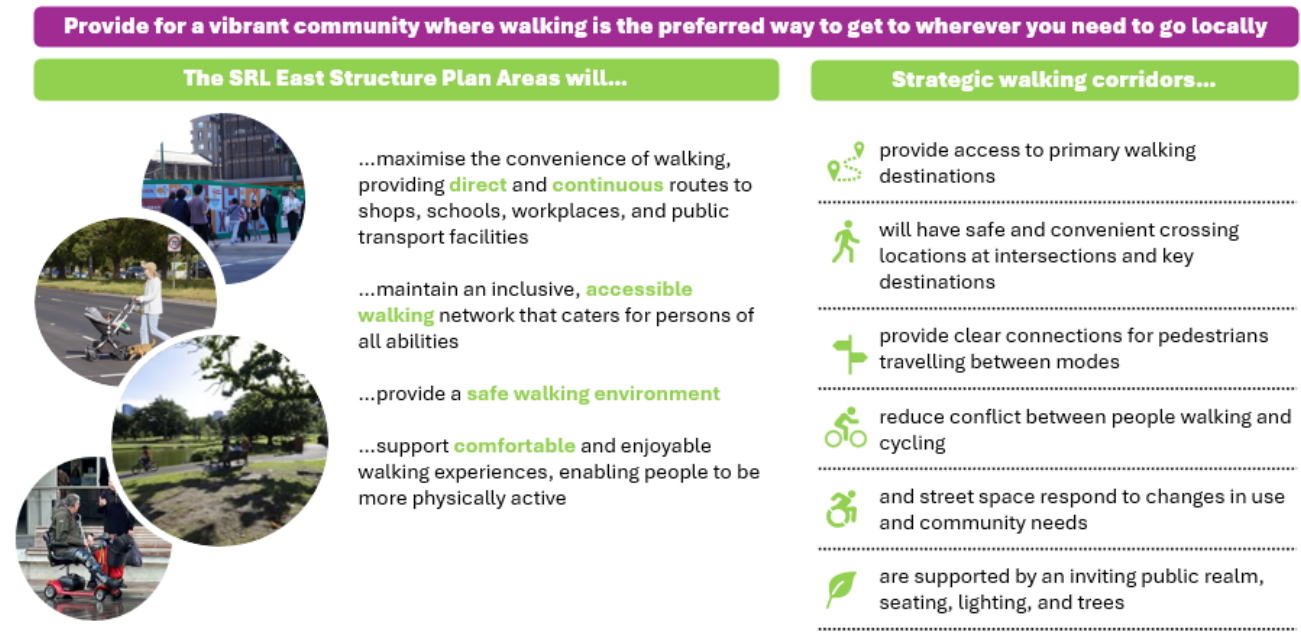 Provide for a vibrant community where walking is the preferred way to get to wherever you need to go locally
The SRL East Structure Plan Areas will...
...maximise the convenience of walking,
providing direct and continuous routes to
shops, schools, workplaces, and public
transport facilities
...maintain an inclusive, accessible
walking network that caters for persons of
all abilities
...provide a safe walking environment
...support comfortable and enjoyable
walking experiences, enabling people to be
more physically active
Strategic walking corridors...
provide access to primary walking
destinations
will have safe and convenient crossing
locations at intersections and key
destinations
provide clear connections for pedestrians
travelling between modes
reduce conflict between people walking and
cycling
and street space respond to changes in use
and community needs
are supported by an inviting public realm,
seating, lighting, and trees